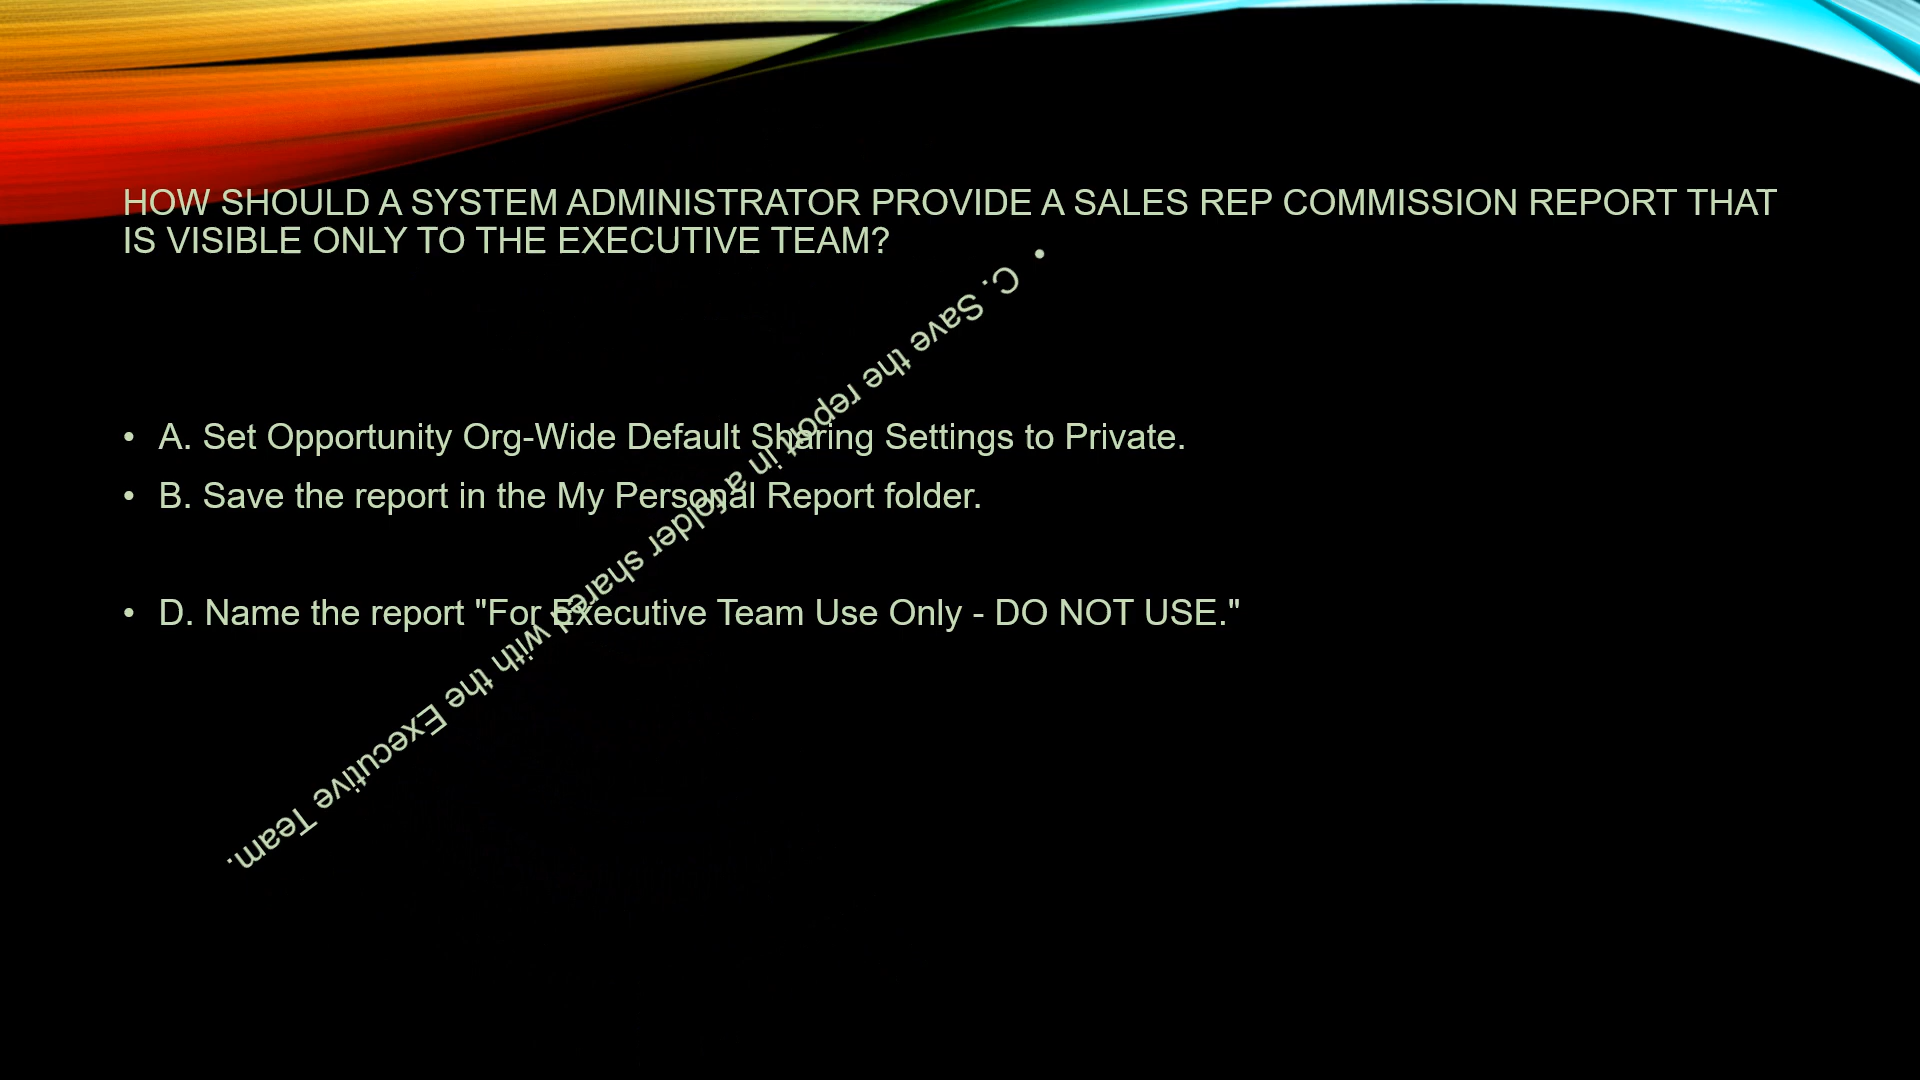 HOW SHOULD A SYSTEM ADMINISTRATOR PROVIDE A SALES REP COMMISSION REPORT THAT
IS VISIBLE ONLY TO THE EXECUTIVE TEAM?
• A. Set Opportunity Org-Wide Default Sharing Settings to Private.
• B. Save the report in the My Personal Report folder.
• C. Save the report in a folder shared with the Executive Team.
• D. Name the report "For Executive Team Use Only - DO NOT USE."